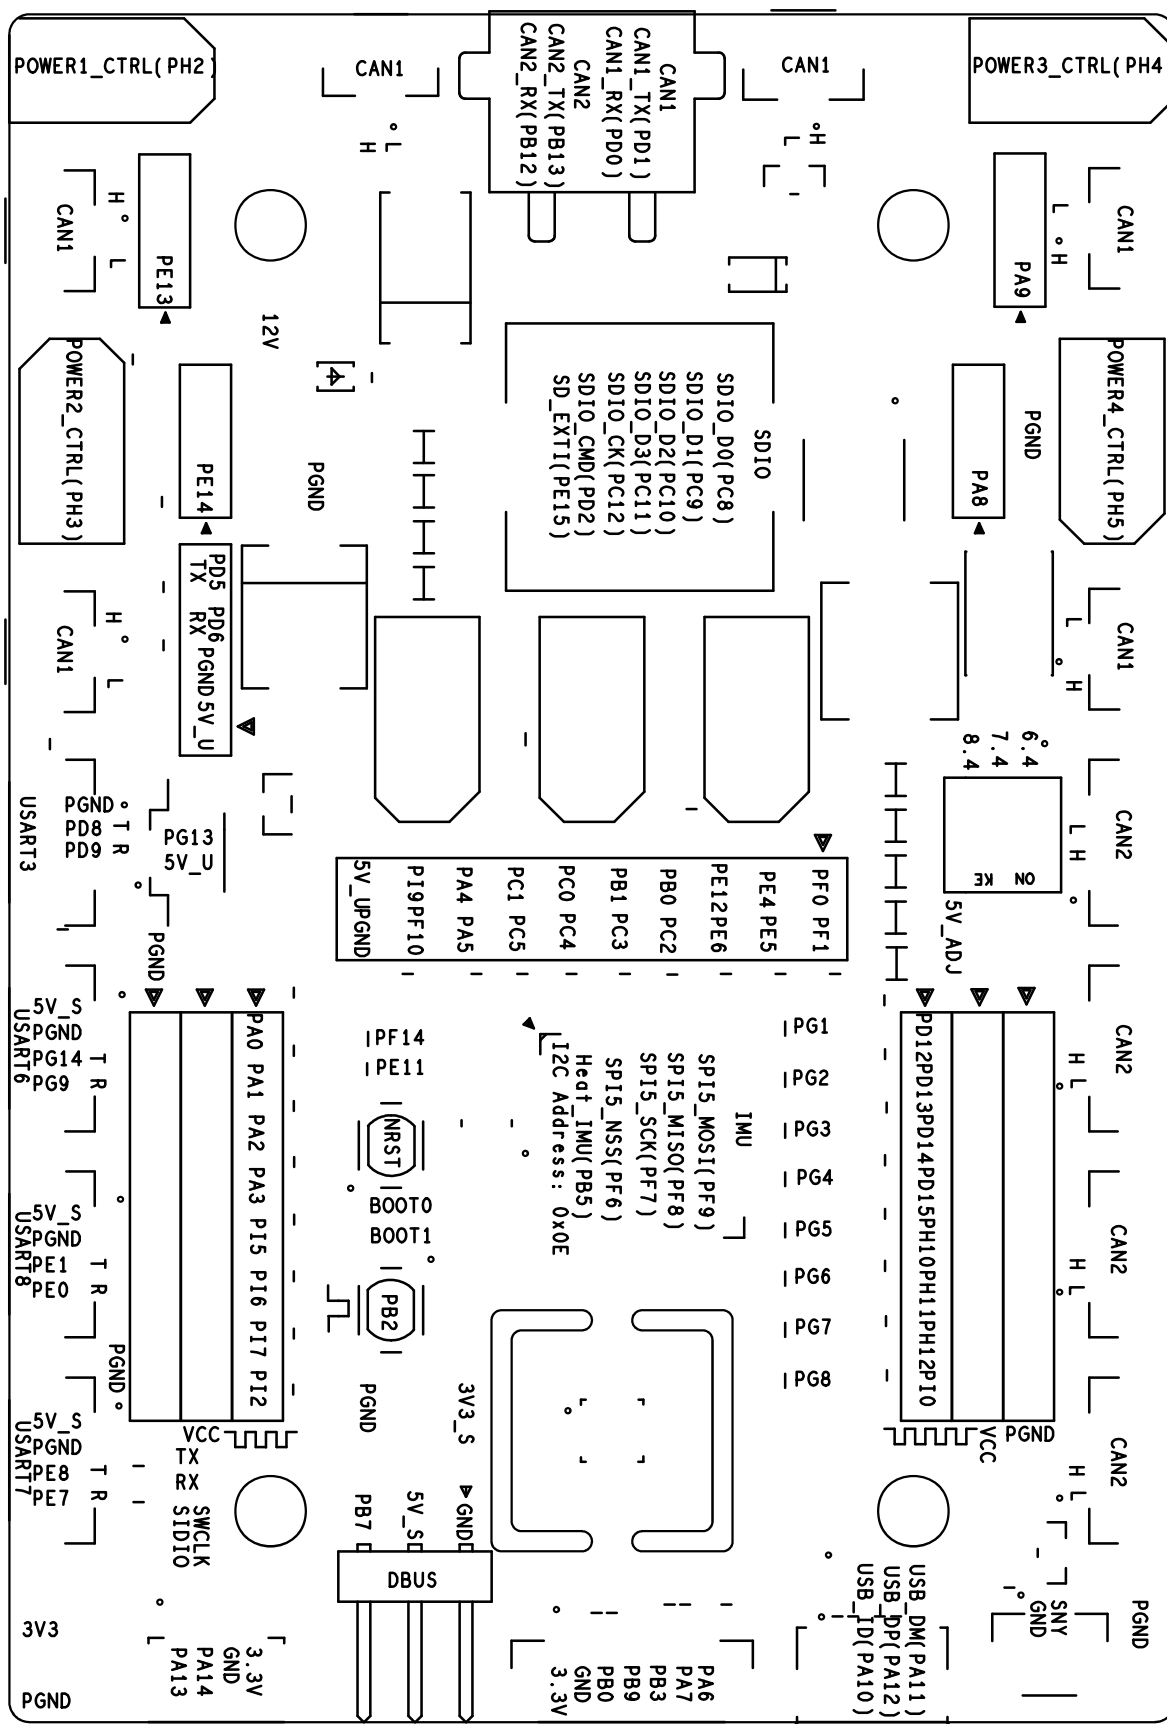 POWER1_CTRL(PH2)
CAN1
CAN1
CAN1_TX(PD1)
CAN1_RX(PD0)
CAN2
CAN2_TX(PB13)
CAN2_RX(PB12)
CAN1
POWER3_CTRL(PH4
H
L
L
H
CAN1
H
L
PE13
12V
PA9
L
H
CAN1
POWER2_CTRL(PH3)
PE14
PGND
SDIO
SDIO_D0(PC8)
SDIO_D1(PC9)
SDIO_D2(PC10)
SDIO_D3(PC11)
SDIO_CK(PC12)
SDIO_CMD(PD2)
SD_EXTI(PE15)
PA8
PGND
POWER4_CTRL(PH5)
PD5 PD6
TX RX
PGND 5V_U
CAN1
H
L
L
H
CAN1
6.4
7.4
8.4
USART3
PGND
PD8 T
PD9 R
PG13
5V_U
PGND
L H
CAN2
ON KE
5V_ADJ
5V_UPGND
PI9PF10
PA4 PA5
PC1 PC5
PC0 PC4
PB1 PC3
PB0 PC2
PE12PE6
PE4PE5
PF0 PF1
USART6
5V_S
PGND
PG14 T
PG9 R
PA0 PA1 PA2 PA3 PI5 PI6 PI7 PI2
PF14
PE11
NRST
BOOT0
BOOT1
PB2
IMU
SPI5_MOSI(PF9)
SPI5_MISO(PF8)
SPI5_SCK(PF7)
SPI5_NSS(PF6)
Heat_IMU(PB5)
I2C Address: 0x0E
PG1
PG2
PG3
PG4
PG5
PG6
PG7
PG8
PD12PD13PD14PD15PH10PH11PH12PI0
H L
CAN2
USART8
5V_S
PGND
PE1 T
PE0 R
H L
CAN2
PGND
USART7
5V_S
PGND
PE8 T
PE7 R
VCC
TX
RX
SWCLK
SIDIO
PGND
3V3_S
PB7
5V_S
GND
DBUS
VCC
PGND
H L
CAN2
3V3
PGND
3.3V
GND
PA14
PA13
PA6
PA7
PB3
PB9
PB0
GND
3.3V
USB_DM(PA11)
USB_DP(PA12)
USB_ID(PA10)
SNY
GND
PGND